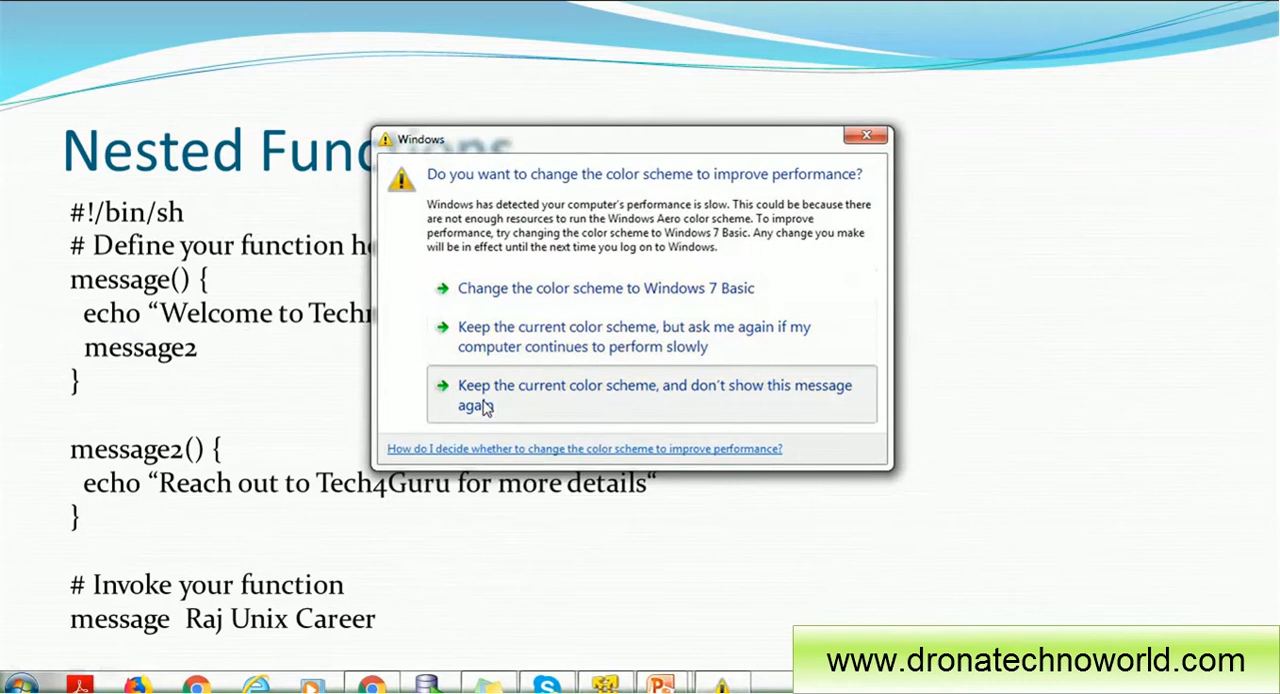 Nested Func
#!/bin/sh
# Define your function
message() {
echo “Welcome to
message2
}
message2() {
echo “Reach out to Tech4Guru for more details“
}
# Invoke your function
message Raj Unix Career
Windows
Do you want to change the color scheme to improve performance?
Windows has detected your computer's performance is slow. This could be because there
are not enough resources to run the Windows Aero color scheme. To improve
performance, try changing the color scheme to Windows 7 Basic. Any change you make
will be in effect until the next time you log on to Windows.
Change the color scheme to Windows 7 Basic
Keep the current color scheme, but ask me again if my
computer continues to perform slowly
Keep the current color scheme, and don't show this message
again
How do I decide whether to change the color scheme to improve performance?
www.dronatechnoworld.com